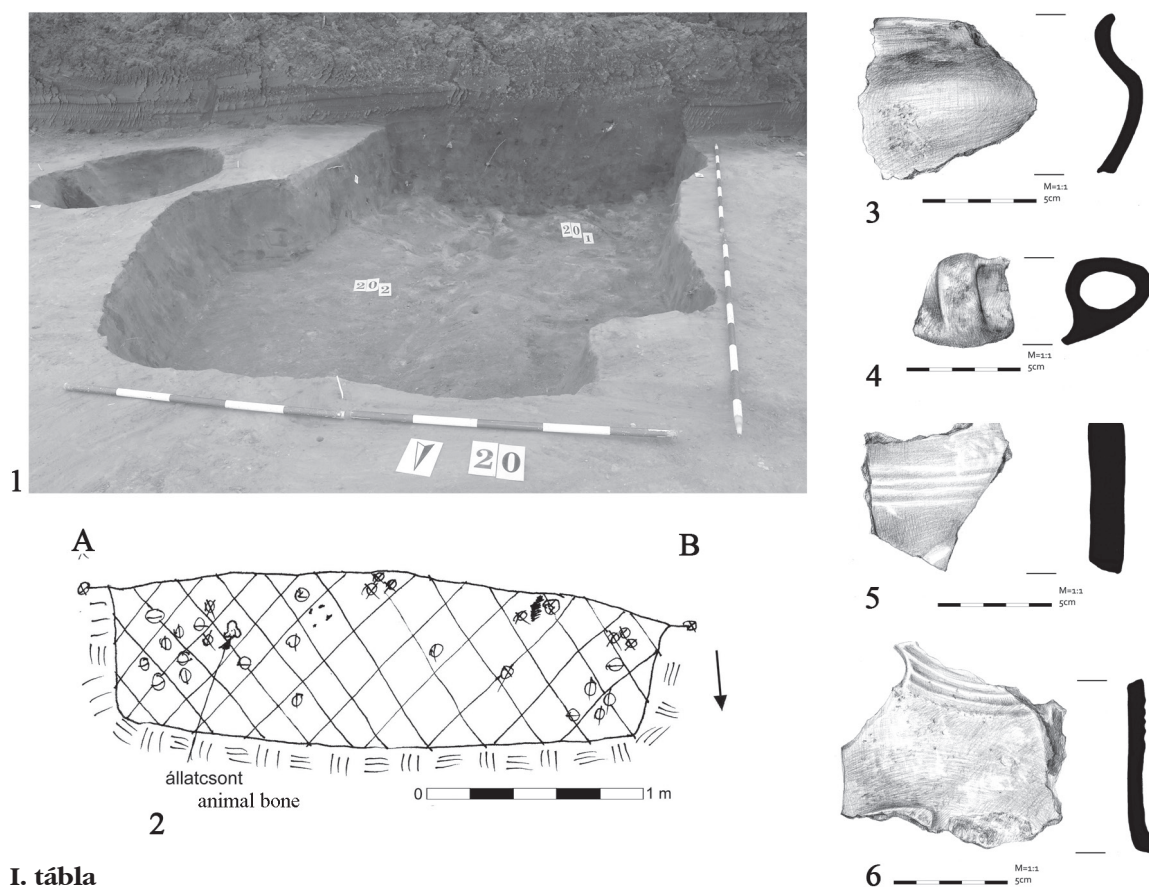 20
1
20
2
20
1
A
B
állatcsont
animal bone
0
1 m
2
I. tábla
M=1:1
5cm
3
M=1:1
5cm
4
M=1:1
5cm
5
M=1:1
5cm
6